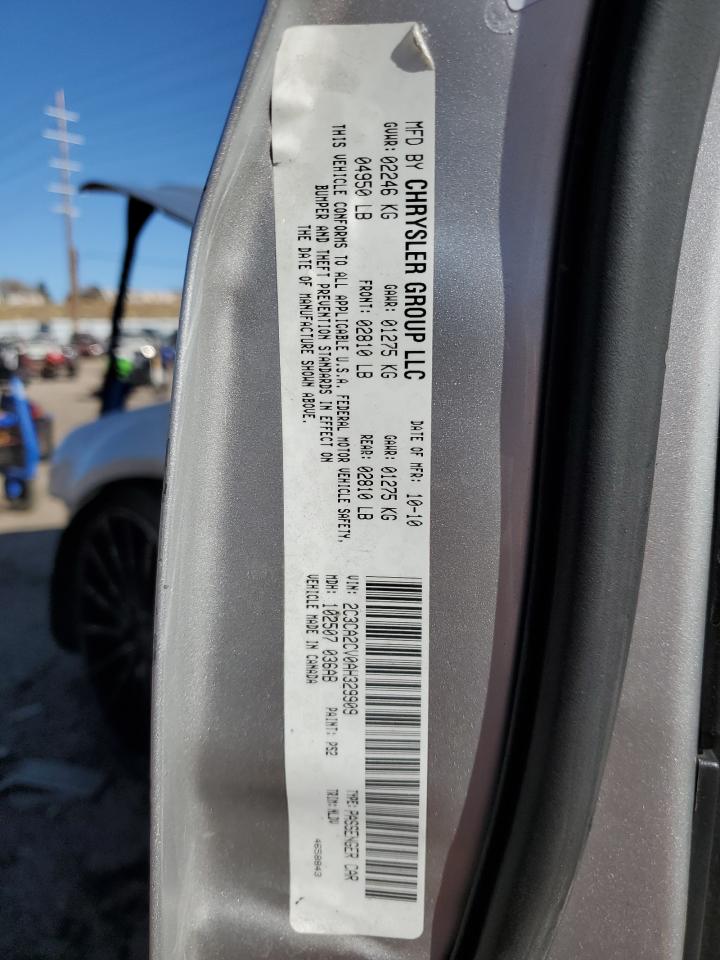 MFD BY CHRYSLER GROUP LLC DATE OF MFR: 10-10
GVWR: 02246 KG GAWR: 01275 KG GAWR: 01275 KG
04950 LB FRONT: 02810 LB REAR: 02810 LB
THIS VEHICLE CONFORMS TO ALL APPLICABLE U.S.A. FEDERAL MOTOR VEHICLE SAFETY,
BUMPER AND THEFT PREVENTION STANDARDS IN EFFECT ON
THE DATE OF MANUFACTURE SHOWN ABOVE.
VIN: 2C3CA2CV0AH329909 TYPE: PASSENGER CAR
MDH: 102507 036AB PAINT: PS2 TRIM: MLDV
VEHICLE MADE IN CANADA 4658843